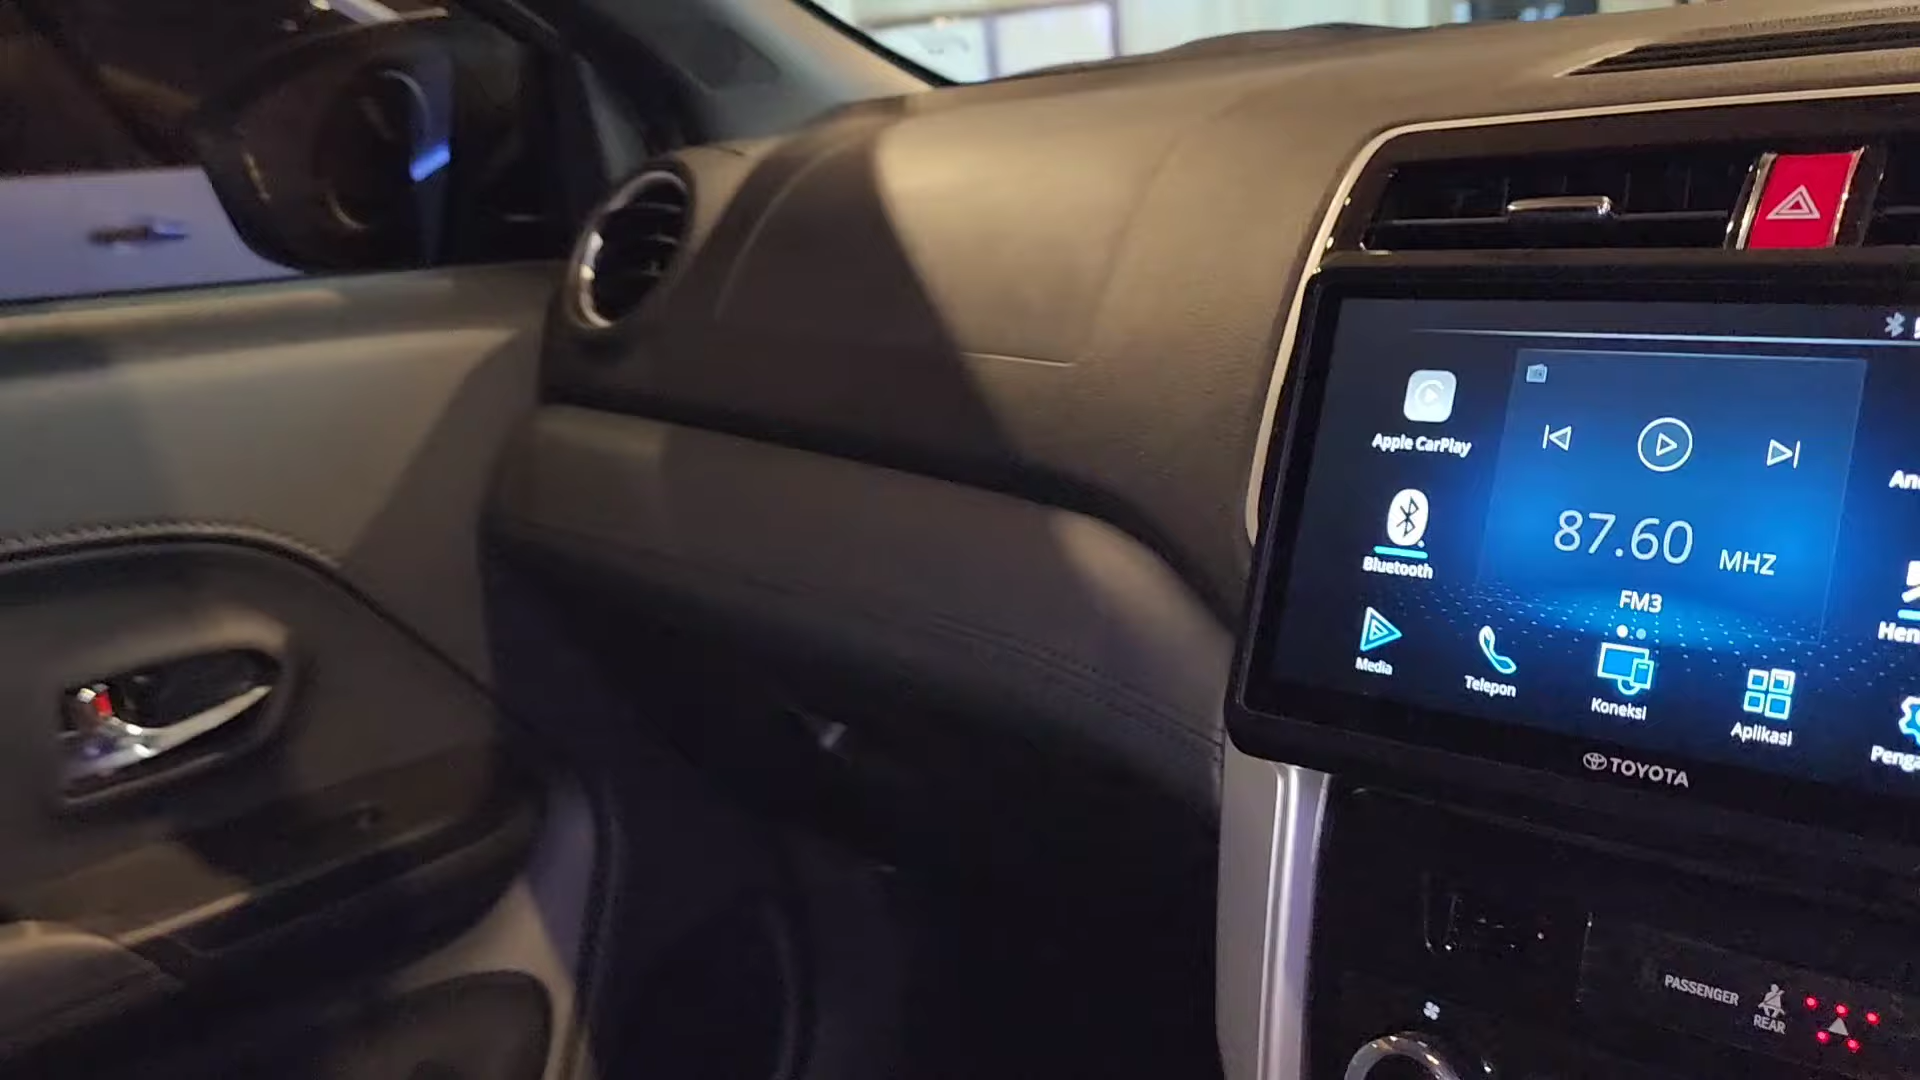 Apple CarPlay
Bluetooth
87.60 MHZ
FM3
Media
Telepon
Koneksi
Aplikasi
TOYOTA
PASSENGER
REAR